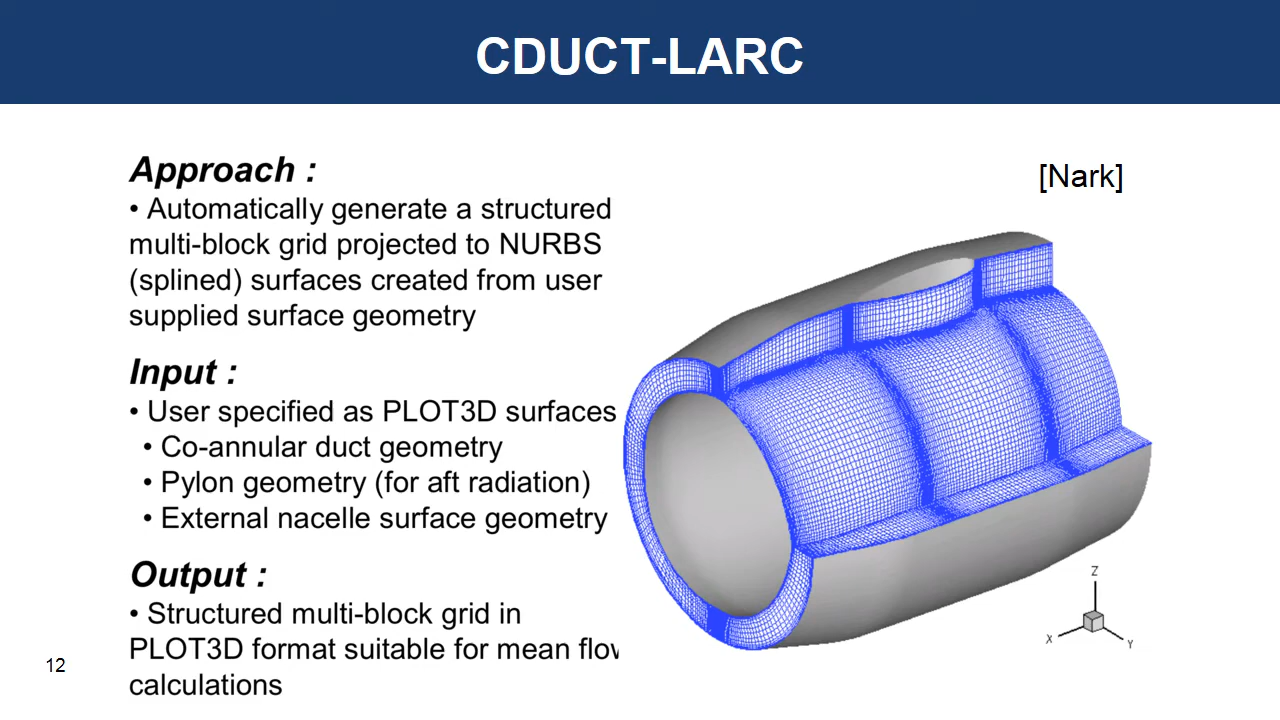 CDUCT-LARC
Approach :
• Automatically generate a structured
multi-block grid projected to NURBS
(splined) surfaces created from user
supplied surface geometry
[Nark]
Input :
• User specified as PLOT3D surfaces
• Co-annular duct geometry
• Pylon geometry (for aft radiation)
• External nacelle surface geometry
Output :
• Structured multi-block grid in
PLOT3D format suitable for mean flow
calculations
Z
X
Y
12